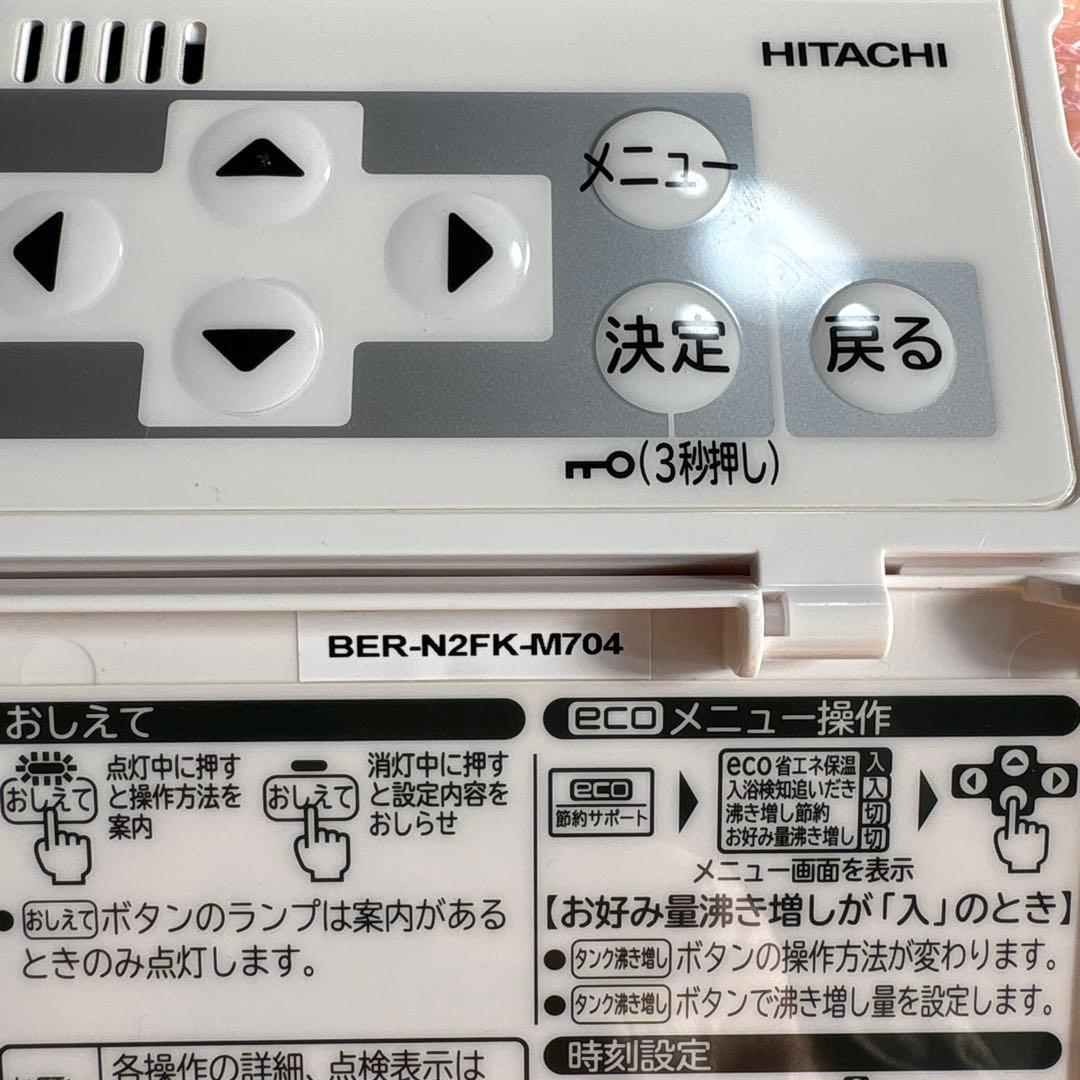 HITACHI
メニュー
決定
戻る
(3秒押し)
BER-N2FK-M704
おしえて
おしえて
点灯中に押す
と操作方法を
案内
おしえて
消灯中に押す
と設定内容を
おしらせ
おしえてボタンのランプは案内がある
ときのみ点灯します。
各操作の詳細、点検表示は
ecoメニュー操作
eco
節約サポート
eco省エネ保温 入
入浴検知追いだき 入
沸き増し節約 切
お好み量沸き増し 切
メニュー画面を表示
【お好み量沸き増しが「入」のとき】
●タンク沸き増しボタンの操作方法が変わります。
●タンク沸き増しボタンで沸き増し量を設定します。
時刻設定